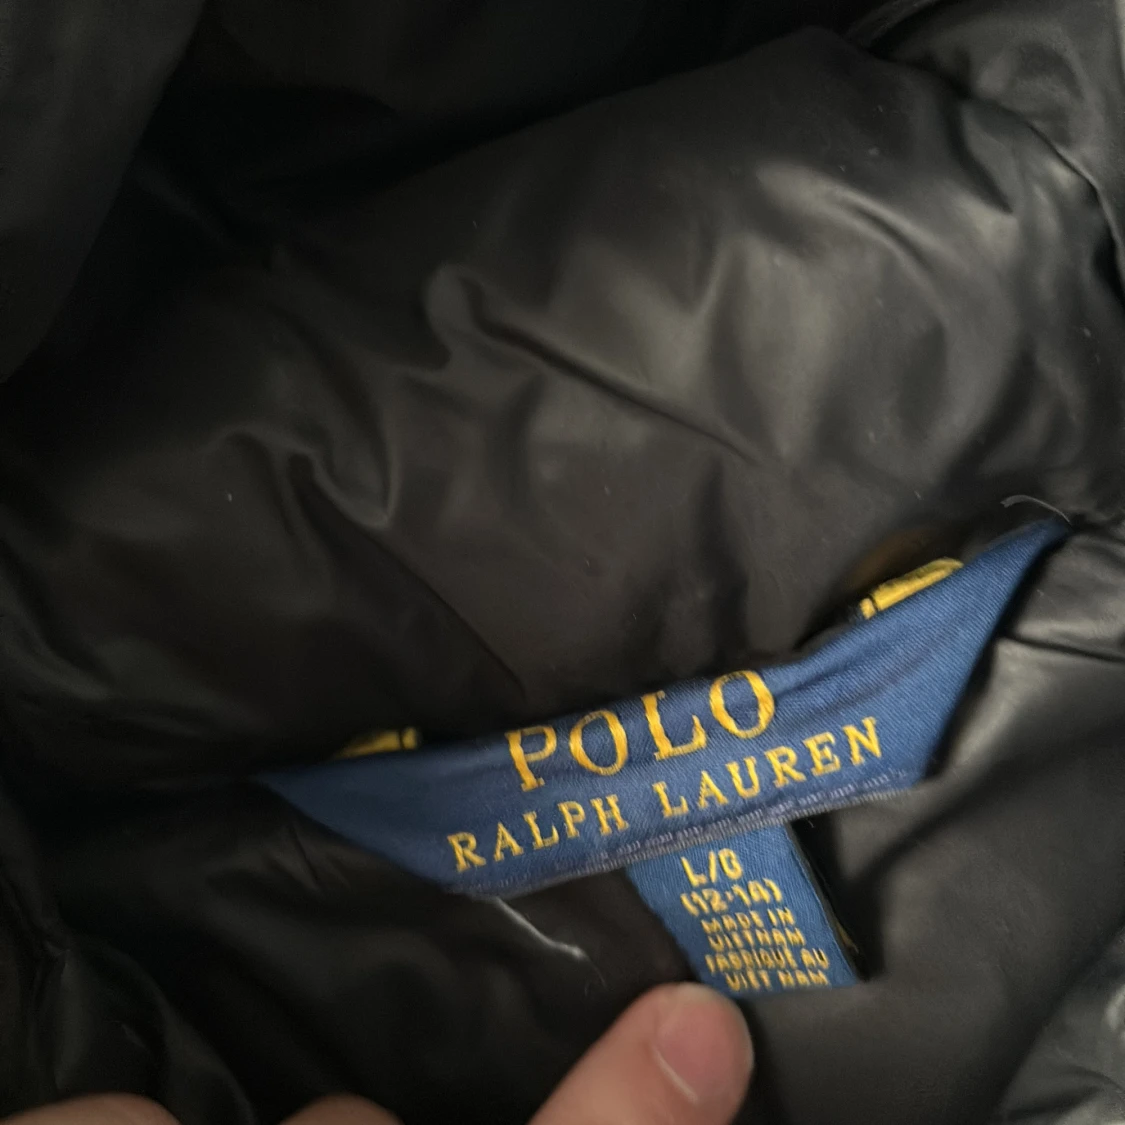 POLO
RALPH LAUREN
L/G
(12-14)
MADE IN
VIETNAM
FABRIQUÉ AU
VIET NAM